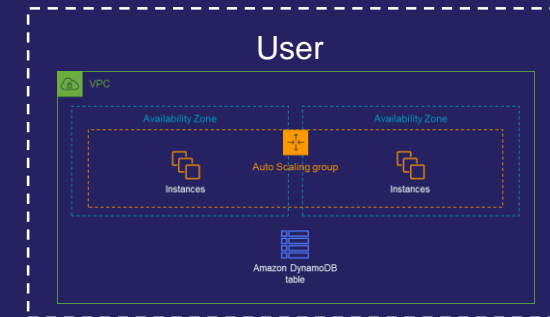 User
VPC
Availability Zone
Availability Zone
Auto Scaling group
Instances
Instances
Amazon DynamoDB
table